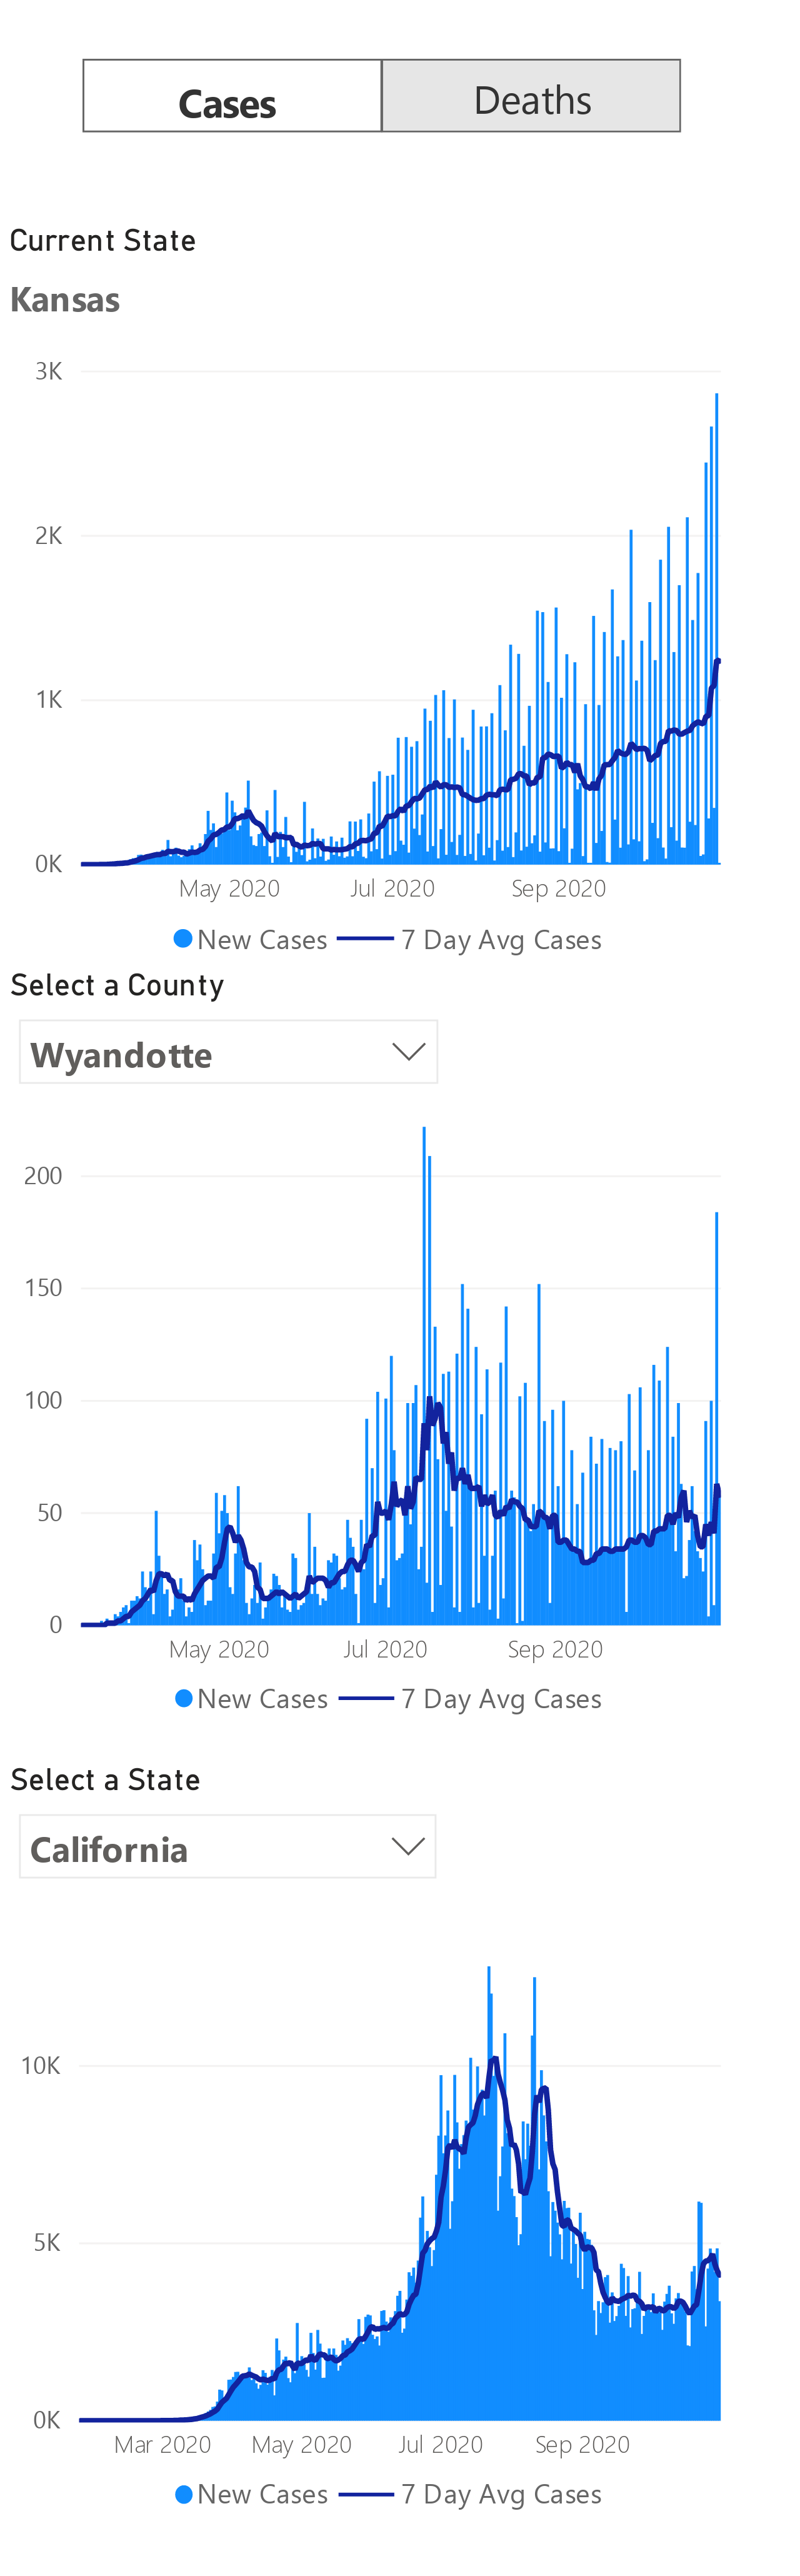 Cases Deaths
Current State
Kansas
3K
2K
1K
0K
May 2020 Jul 2020 Sep 2020
New Cases 7 Day Avg Cases
Select a County
Wyandotte
200
150
100
50
0
May 2020 Jul 2020 Sep 2020
New Cases 7 Day Avg Cases
Select a State
California
10K
5K
0K
Mar 2020 May 2020 Jul 2020 Sep 2020
New Cases 7 Day Avg Cases